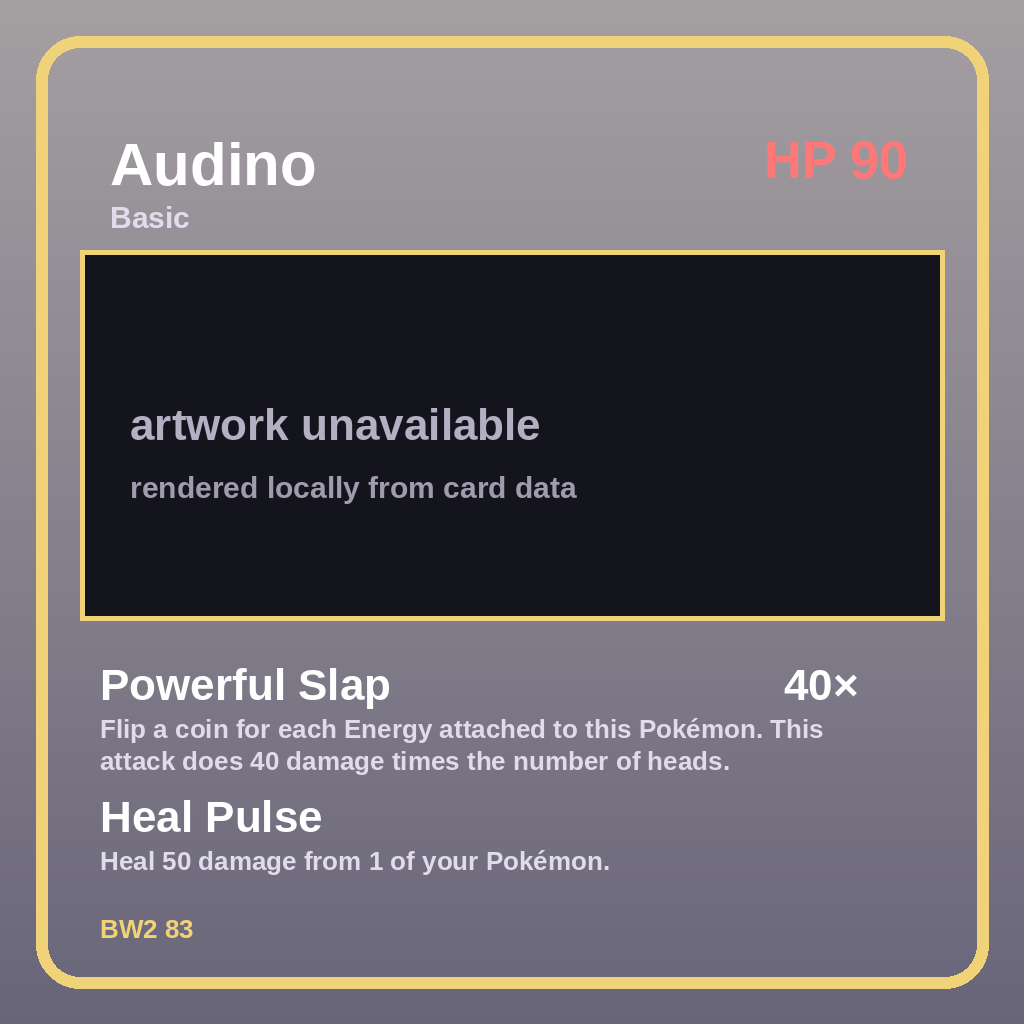 Audino
HP 90
Basic
artwork unavailable
rendered locally from card data
Powerful Slap 40×
Flip a coin for each Energy attached to this Pokémon. This
attack does 40 damage times the number of heads.
Heal Pulse
Heal 50 damage from 1 of your Pokémon.
BW2 83